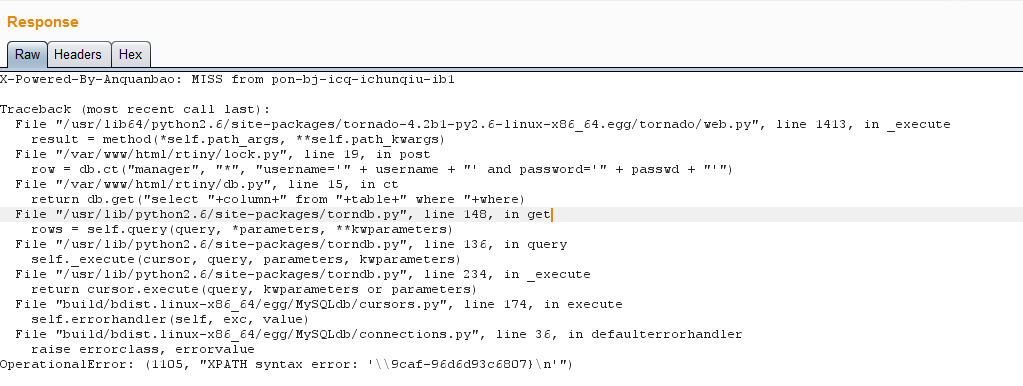 Response
Raw Headers Hex
X-Powered-By-Anquanbao: MISS from pon-bj-icq-ichunqiu-ib1
Traceback (most recent call last):
File "/usr/lib64/python2.6/site-packages/tornado-4.2b1-py2.6-linux-x86_64.egg/tornado/web.py", line 1413, in _execute
result = method(*self.path_args, **self.path_kwargs)
File "/var/www/html/rtiny/lock.py", line 19, in post
row = db.ct("manager", "*", "username='" + username + "' and password='" + passwd + "'")
File "/var/www/html/rtiny/db.py", line 15, in ct
return db.get("select "+column+" from "+table+" where "+where)
File "/usr/lib/python2.6/site-packages/torndb.py", line 148, in get
rows = self.query(query, *parameters, **kwparameters)
File "/usr/lib/python2.6/site-packages/torndb.py", line 136, in query
self._execute(cursor, query, parameters, kwparameters)
File "/usr/lib/python2.6/site-packages/torndb.py", line 234, in _execute
return cursor.execute(query, kwparameters or parameters)
File "build/bdist.linux-x86_64/egg/MySQLdb/cursors.py", line 174, in execute
self.errorhandler(self, exc, value)
File "build/bdist.linux-x86_64/egg/MySQLdb/connections.py", line 36, in defaulterrorhandler
raise errorclass, errorvalue
OperationalError: (1105, "XPATH syntax error: '\\9caf-96d6d93c6807}\n'")